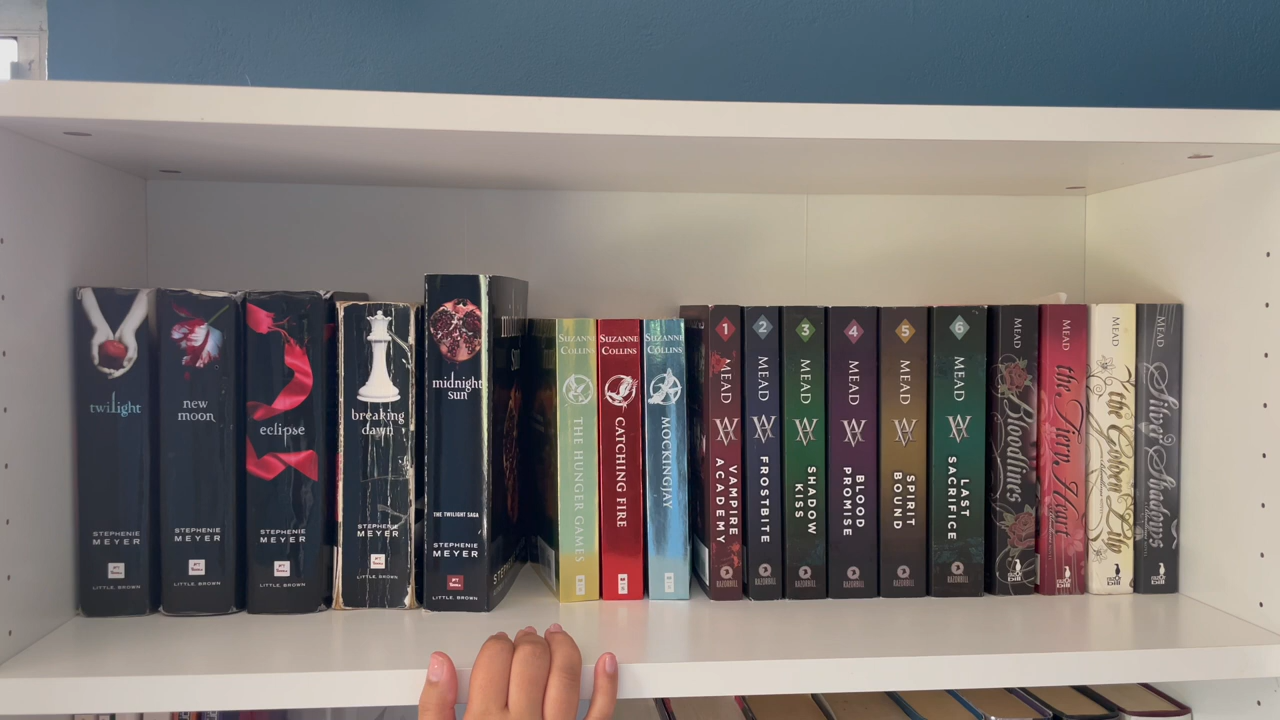 twilight
STEPHENIE
MEYER
LITTLE, BROWN
new
moon
STEPHENIE
MEYER
LITTLE, BROWN
eclipse
STEPHENIE
MEYER
LITTLE, BROWN
breaking
dawn
STEPHENIE
MEYER
LITTLE, BROWN
midnight
sun
THE TWILIGHT SAGA
STEPHENIE
MEYER
LITTLE, BROWN
SUZANNE
COLLINS
THE HUNGER GAMES
SUZANNE
COLLINS
CATCHING FIRE
SUZANNE
COLLINS
MOCKINGJAY
1
MEAD
VAMPIRE
ACADEMY
RAZORBILL
2
MEAD
FROSTBITE
RAZORBILL
3
MEAD
SHADOW
KISS
RAZORBILL
4
MEAD
BLOOD
PROMISE
RAZORBILL
5
MEAD
SPIRIT
BOUND
RAZORBILL
6
MEAD
LAST
SACRIFICE
RAZORBILL
MEAD
Bloodlines
MEAD
the Fiery Heart
MEAD
the Golden Lily
MEAD
Silver Shadows